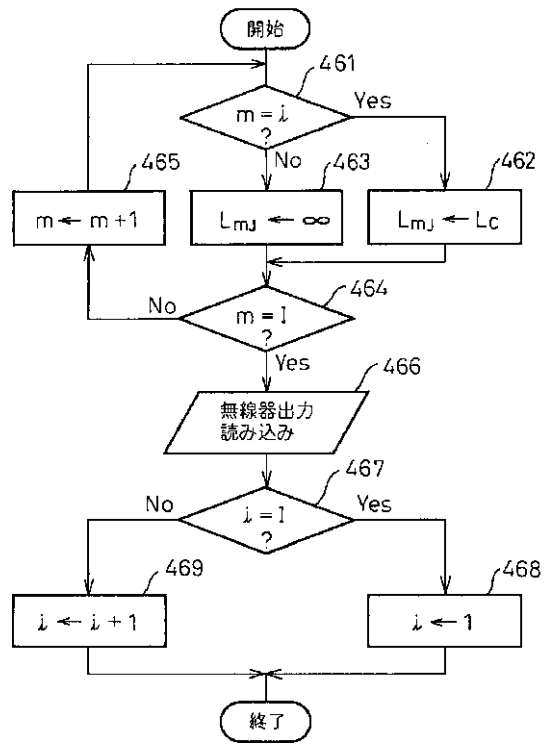 開始
461
m = i
?
Yes
No
465
463
462
m ← m+1
LmJ ← ∞
LmJ ← Lc
464
No
m = I
?
Yes
466
無線器出力
読み込み
467
No
i = I
?
Yes
469
468
i ← i + 1
i ← 1
終了